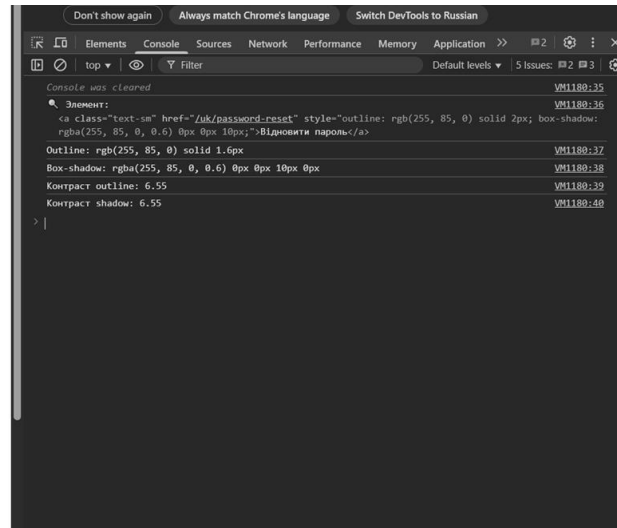 Don't show again Always match Chrome's language Switch DevTools to Russian
Elements Console Sources Network Performance Memory Application 2
top Filter Default levels 5 Issues: 2 3
Console was cleared VM1180:35
Элемент: VM1180:36
<a class="text-sm" href="/uk/password-reset" style="outline: rgb(255, 85, 0) solid 2px; box-shadow:
rgba(255, 85, 0, 0.6) 0px 0px 10px;">Відновити пароль</a>
Outline: rgb(255, 85, 0) solid 1.6px VM1180:37
Box-shadow: rgba(255, 85, 0, 0.6) 0px 0px 10px 0px VM1180:38
Контраст outline: 6.55 VM1180:39
Контраст shadow: 6.55 VM1180:40